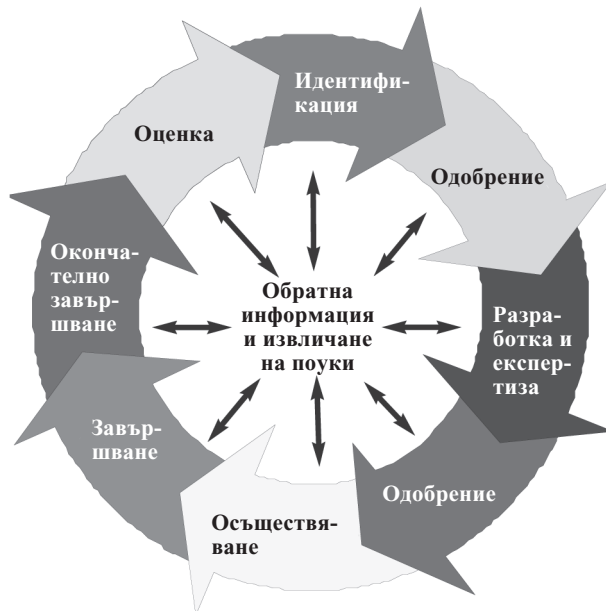 Идентифи-
кация
Одобрение
Разра-
ботка и
експер-
тиза
Одобрение
Осъществя-
ване
Завър-
шване
Оконча-
телно
завър-
шване
Оценка
Обратна
информация
и извличане
на поуки